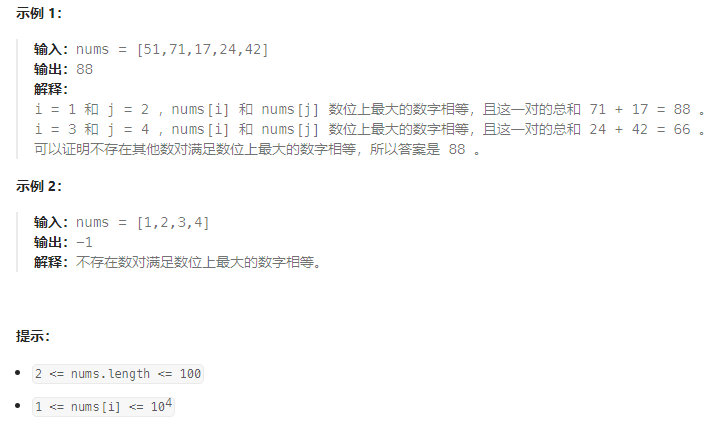 示例 1：
输入：nums = [51,71,17,24,42]
输出：88
解释：
i = 1 和 j = 2 ，nums[i] 和 nums[j] 数位上最大的数字相等，且这一对的总和 71 + 17 = 88 。
i = 3 和 j = 4 ，nums[i] 和 nums[j] 数位上最大的数字相等，且这一对的总和 24 + 42 = 66 。
可以证明不存在其他数对满足数位上最大的数字相等，所以答案是 88 。
示例 2：
输入：nums = [1,2,3,4]
输出：-1
解释：不存在数对满足数位上最大的数字相等。
提示：
• 2 <= nums.length <= 100
• 1 <= nums[i] <= 10⁴